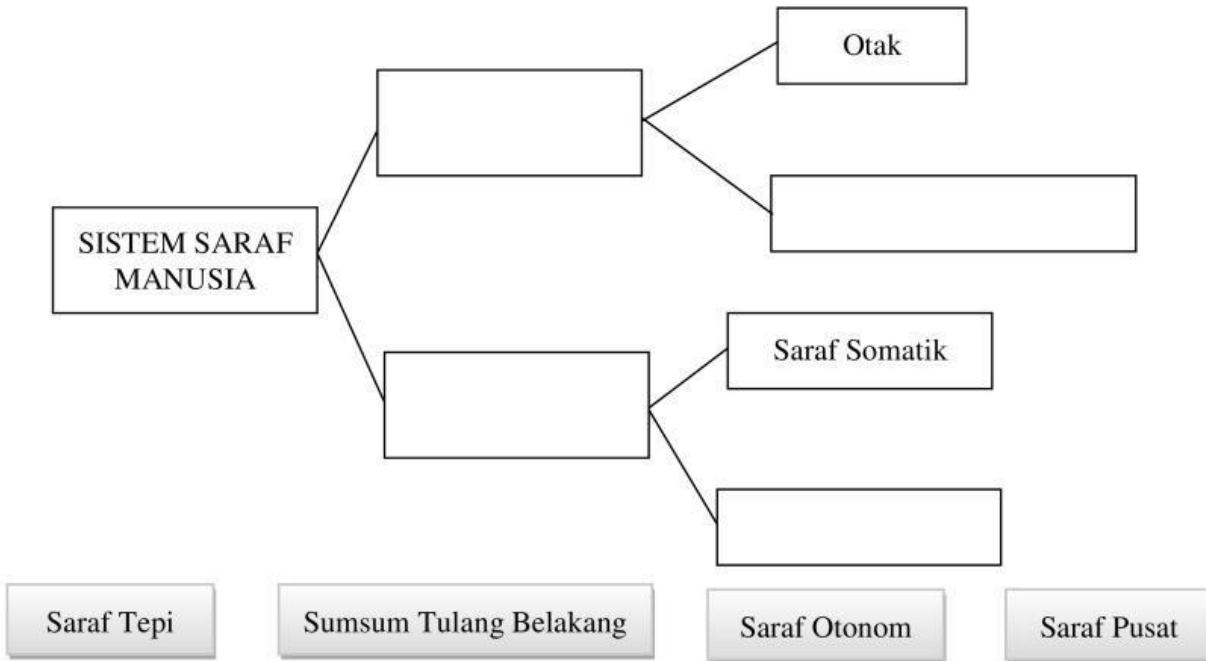 Otak
SISTEM SARAF
MANUSIA
Saraf Somatik
Saraf Tepi
Sumsum Tulang Belakang
Saraf Otonom
Saraf Pusat